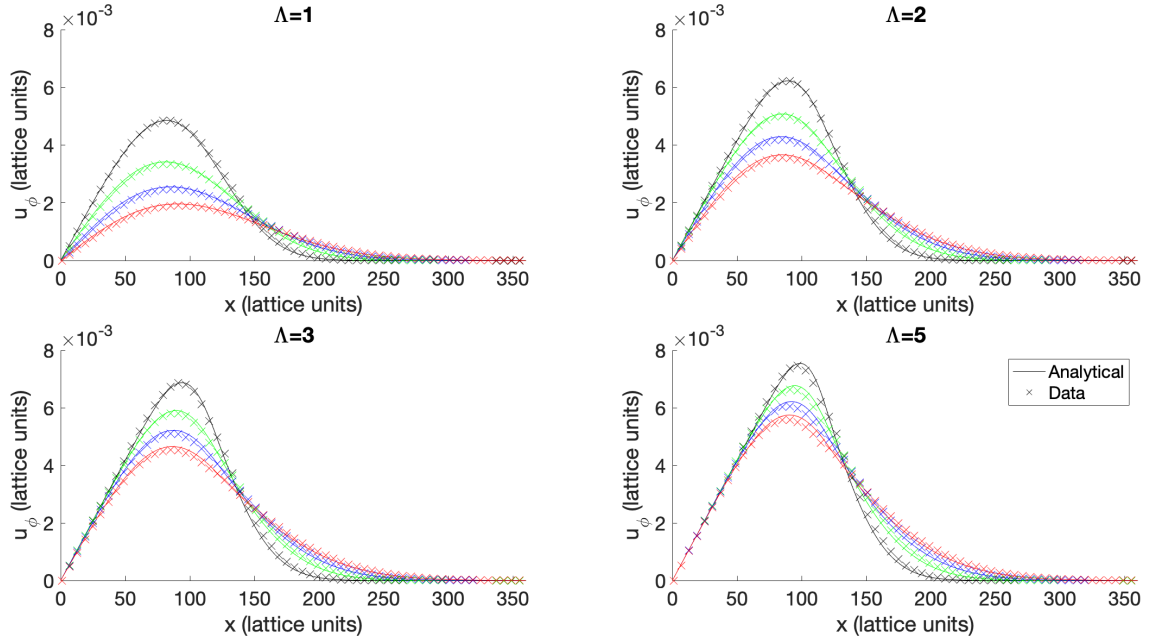 Λ=1
×10⁻³
8
6
4
2
0
u_ϕ (lattice units)
0 50 100 150 200 250 300 350
x (lattice units)
Λ=2
×10⁻³
8
6
4
2
0
u_ϕ (lattice units)
0 50 100 150 200 250 300 350
x (lattice units)
Λ=3
×10⁻³
8
6
4
2
0
u_ϕ (lattice units)
0 50 100 150 200 250 300 350
x (lattice units)
Λ=5
×10⁻³
8
6
4
2
0
u_ϕ (lattice units)
0 50 100 150 200 250 300 350
x (lattice units)
Analytical
Data